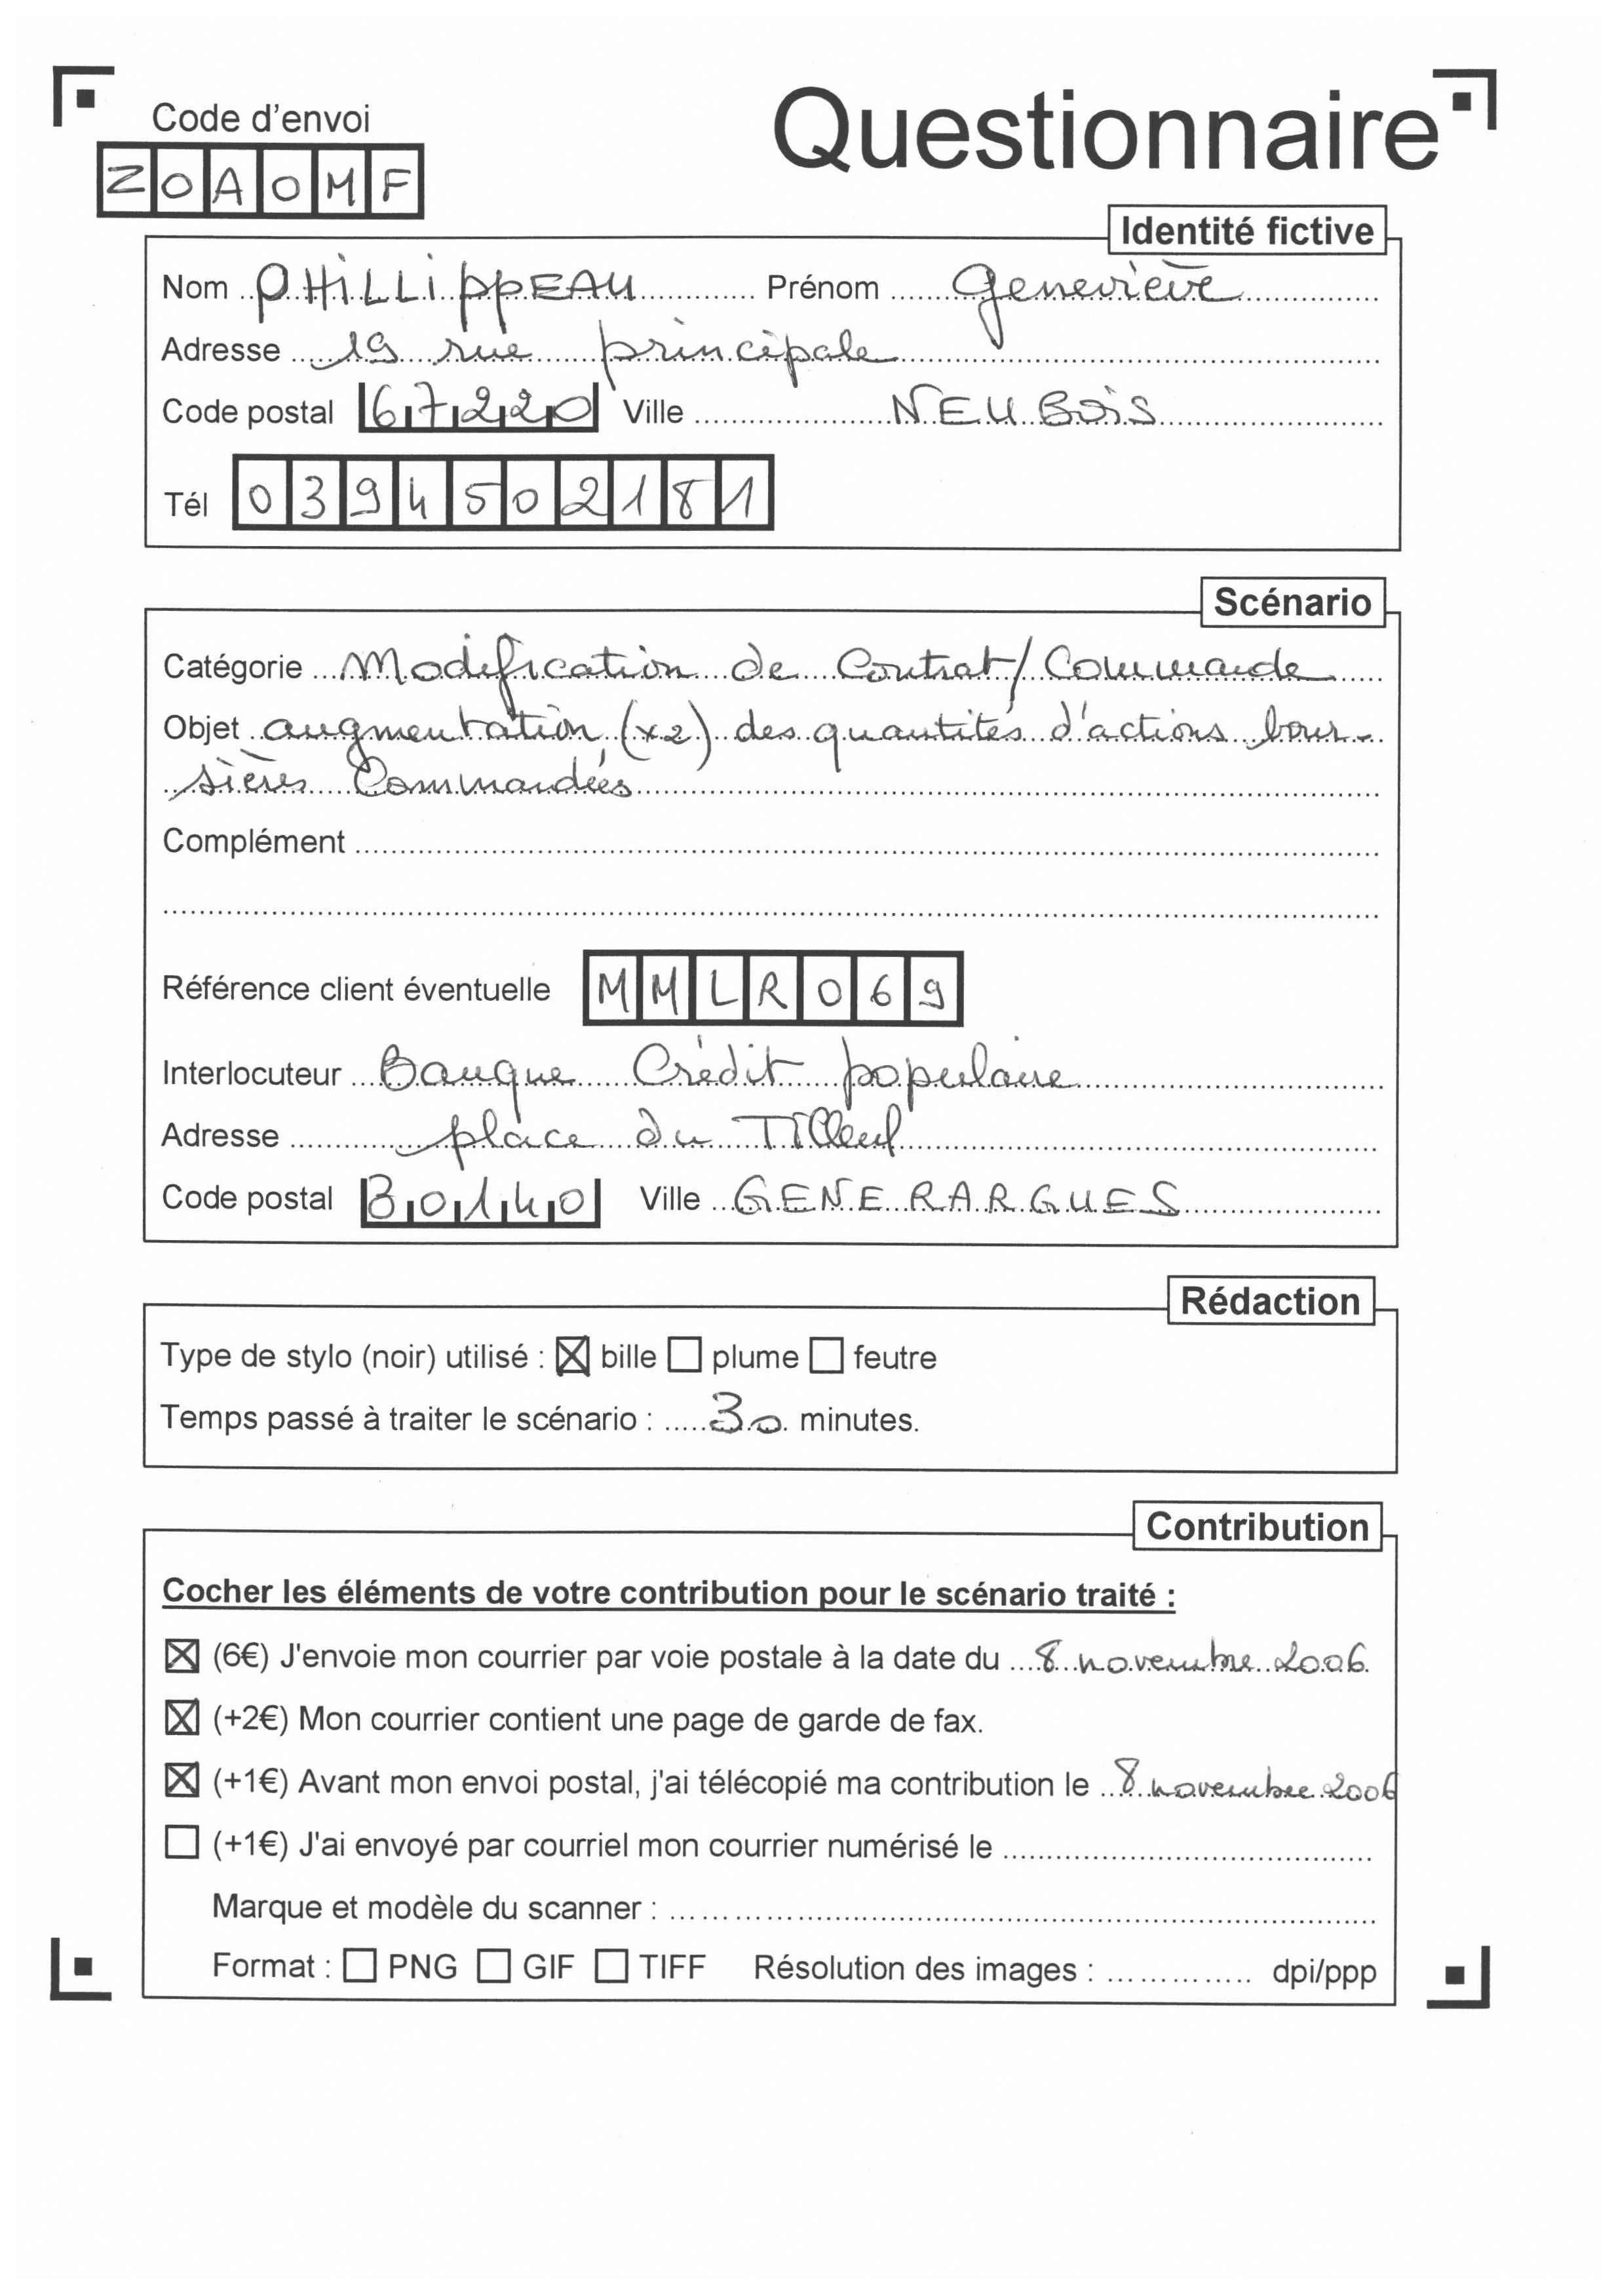 Code d'envoi
Questionnaire
ZOAOMF
Identité fictive
Nom PHILLIPPEAU Prénom Geneviève
Adresse 19 rue principale
Code postal 67220 Ville NEUBOIS
Tél 0394502181
Scénario
Catégorie Modification de Contrat/Commande
Objet augmentation (x2) des quantités d'actions bour-
sières Commandées
Complément
Référence client éventuelle MMLR069
Interlocuteur Banque Crédit populaire
Adresse place du Tilleul
Code postal 30140 Ville GENERARGUES
Rédaction
Type de stylo (noir) utilisé : ☒ bille ☐ plume ☐ feutre
Temps passé à traiter le scénario : 30 minutes.
Contribution
Cocher les éléments de votre contribution pour le scénario traité :
☒ (6€) J'envoie mon courrier par voie postale à la date du 8 novembre 2006
☒ (+2€) Mon courrier contient une page de garde de fax.
☒ (+1€) Avant mon envoi postal, j'ai télécopié ma contribution le 8 novembre 2006
☐ (+1€) J'ai envoyé par courriel mon courrier numérisé le
Marque et modèle du scanner :
Format : ☐ PNG ☐ GIF ☐ TIFF Résolution des images : dpi/ppp